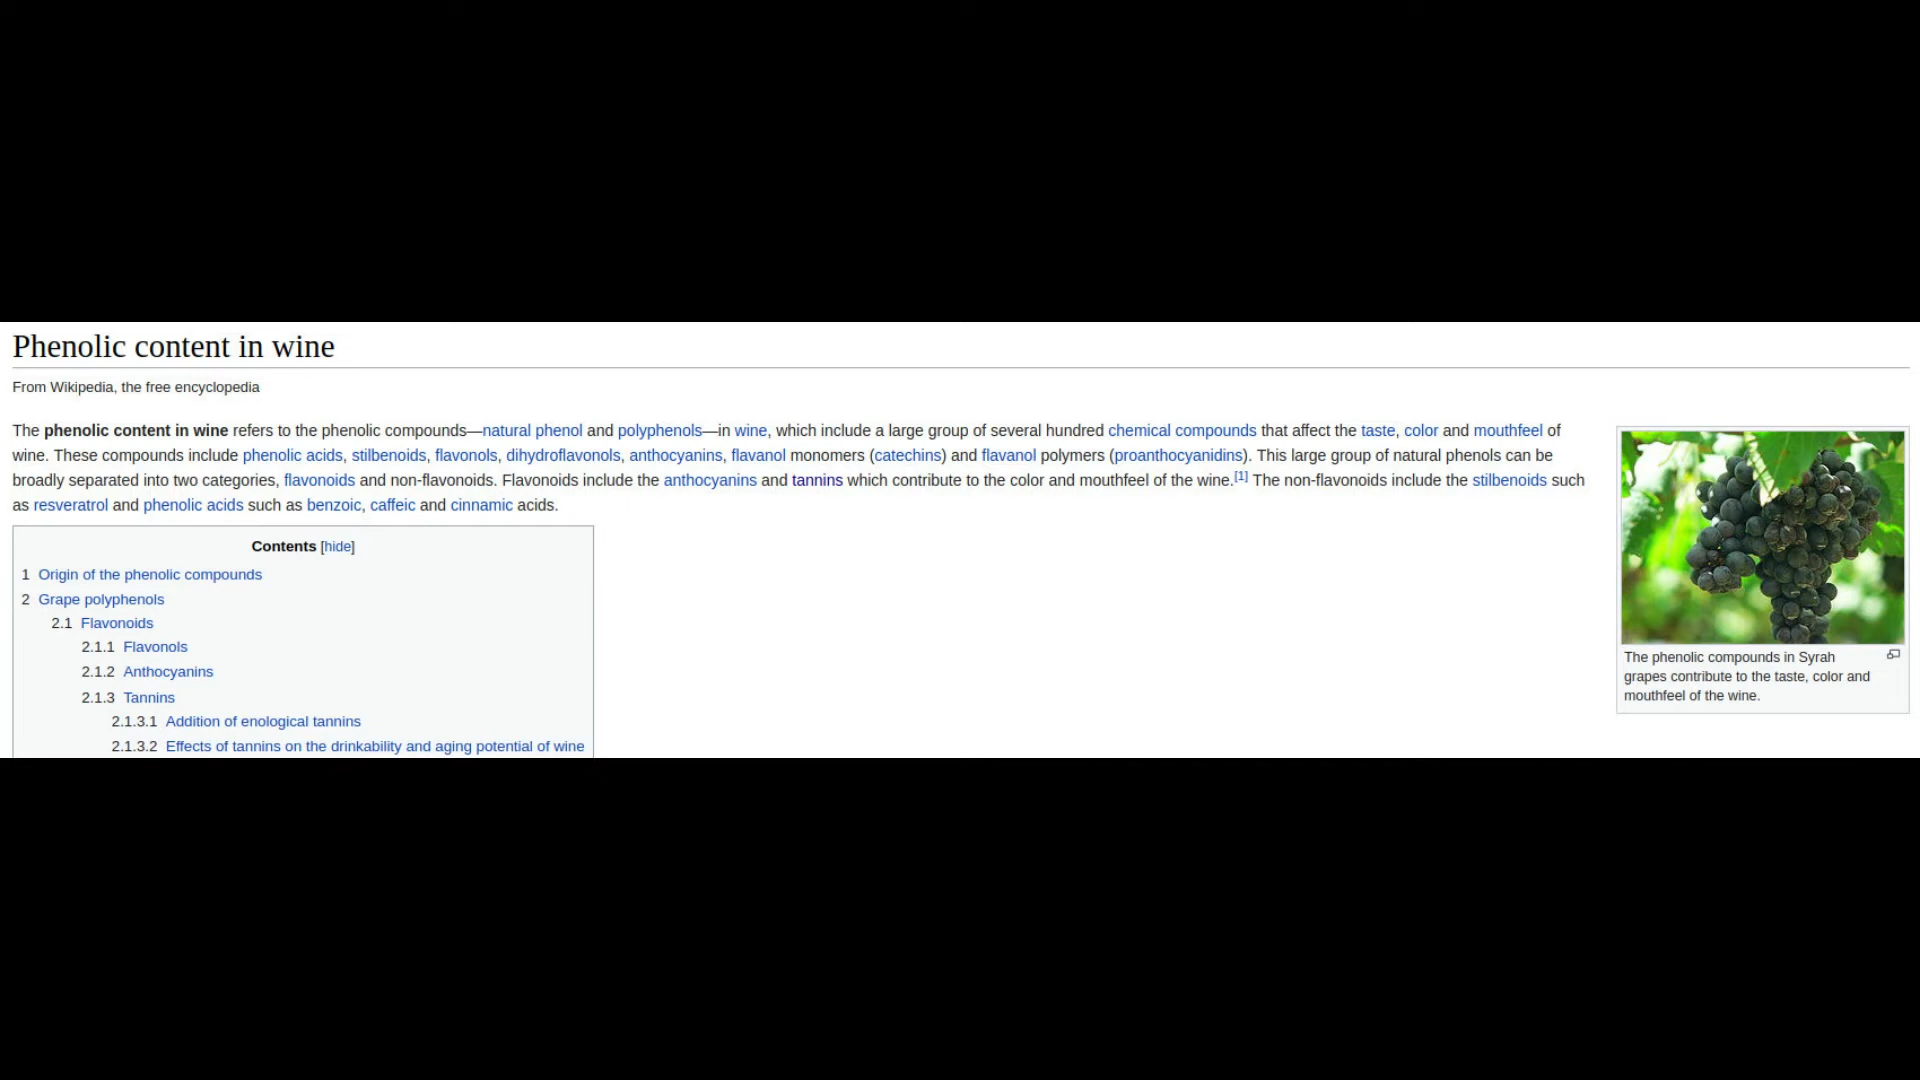 Phenolic content in wine
From Wikipedia, the free encyclopedia
The phenolic content in wine refers to the phenolic compounds—natural phenol and polyphenols—in wine, which include a large group of several hundred chemical compounds that affect the taste, color and mouthfeel of
wine. These compounds include phenolic acids, stilbenoids, flavonols, dihydroflavonols, anthocyanins, flavanol monomers (catechins) and flavanol polymers (proanthocyanidins). This large group of natural phenols can be
broadly separated into two categories, flavonoids and non-flavonoids. Flavonoids include the anthocyanins and tannins which contribute to the color and mouthfeel of the wine.[1] The non-flavonoids include the stilbenoids such
as resveratrol and phenolic acids such as benzoic, caffeic and cinnamic acids.
Contents [hide]
1 Origin of the phenolic compounds
2 Grape polyphenols
2.1 Flavonoids
2.1.1 Flavonols
2.1.2 Anthocyanins
2.1.3 Tannins
2.1.3.1 Addition of enological tannins
2.1.3.2 Effects of tannins on the drinkability and aging potential of wine
The phenolic compounds in Syrah
grapes contribute to the taste, color and
mouthfeel of the wine.